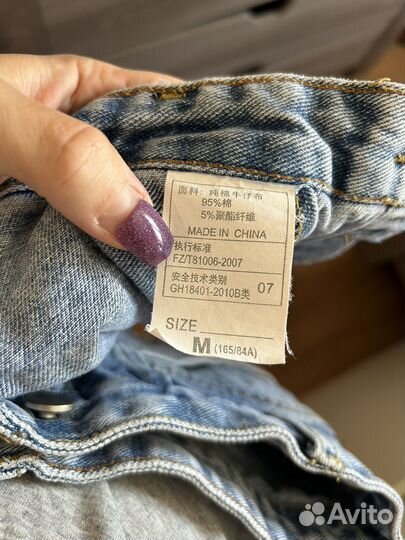 面料: 纯棉牛仔布
95%棉
5%聚酯纤维
MADE IN CHINA
执行标准
FZ/T81006-2007
安全技术类别
GH18401-2010B类 07
SIZE
M (165/84A)
Avito